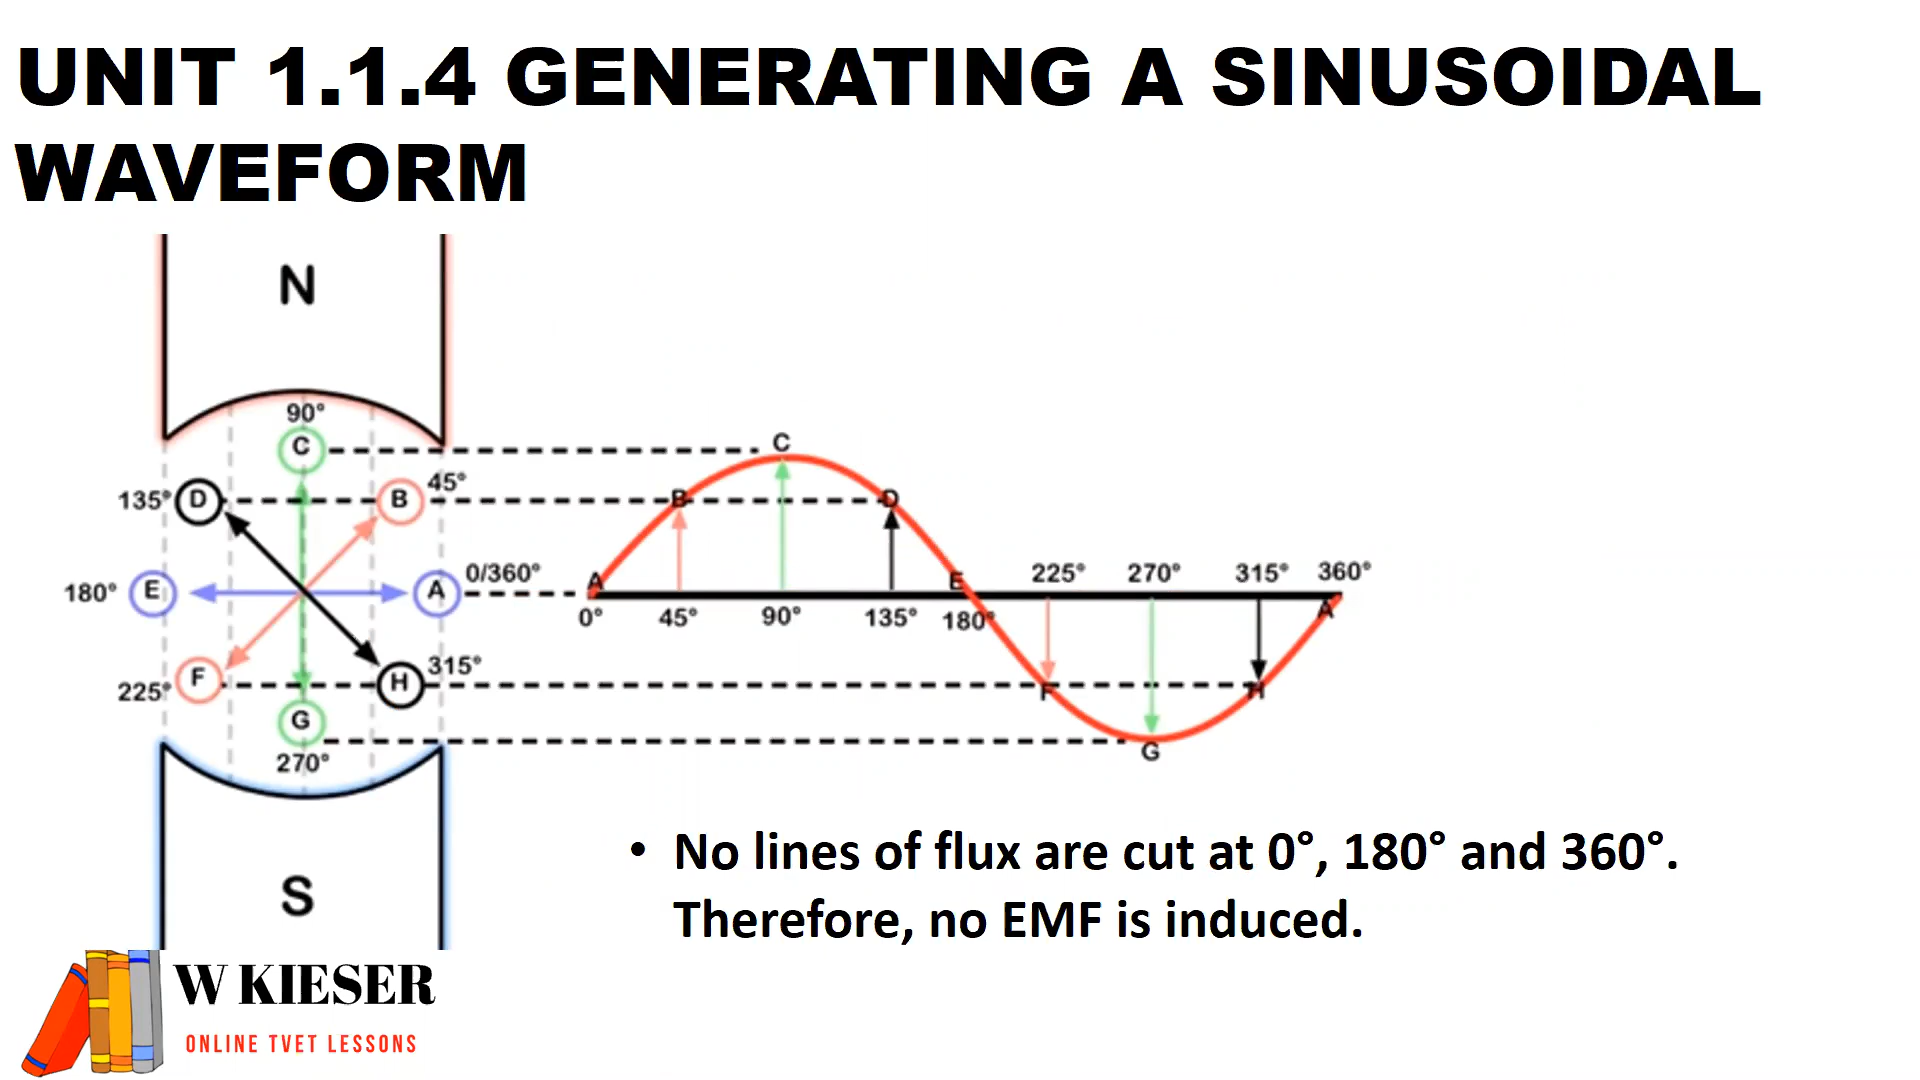 UNIT 1.1.4 GENERATING A SINUSOIDAL
WAVEFORM
N
90°
C
C
45°
135° D
B
B
D
180° E
A
0/360°
A
E
225° 270° 315° 360°
0° 45° 90° 135° 180°
A
F
225°
H
315°
F
H
G
270°
G
• No lines of flux are cut at 0°, 180° and 360°.
Therefore, no EMF is induced.
S
W KIESER
ONLINE TVET LESSONS